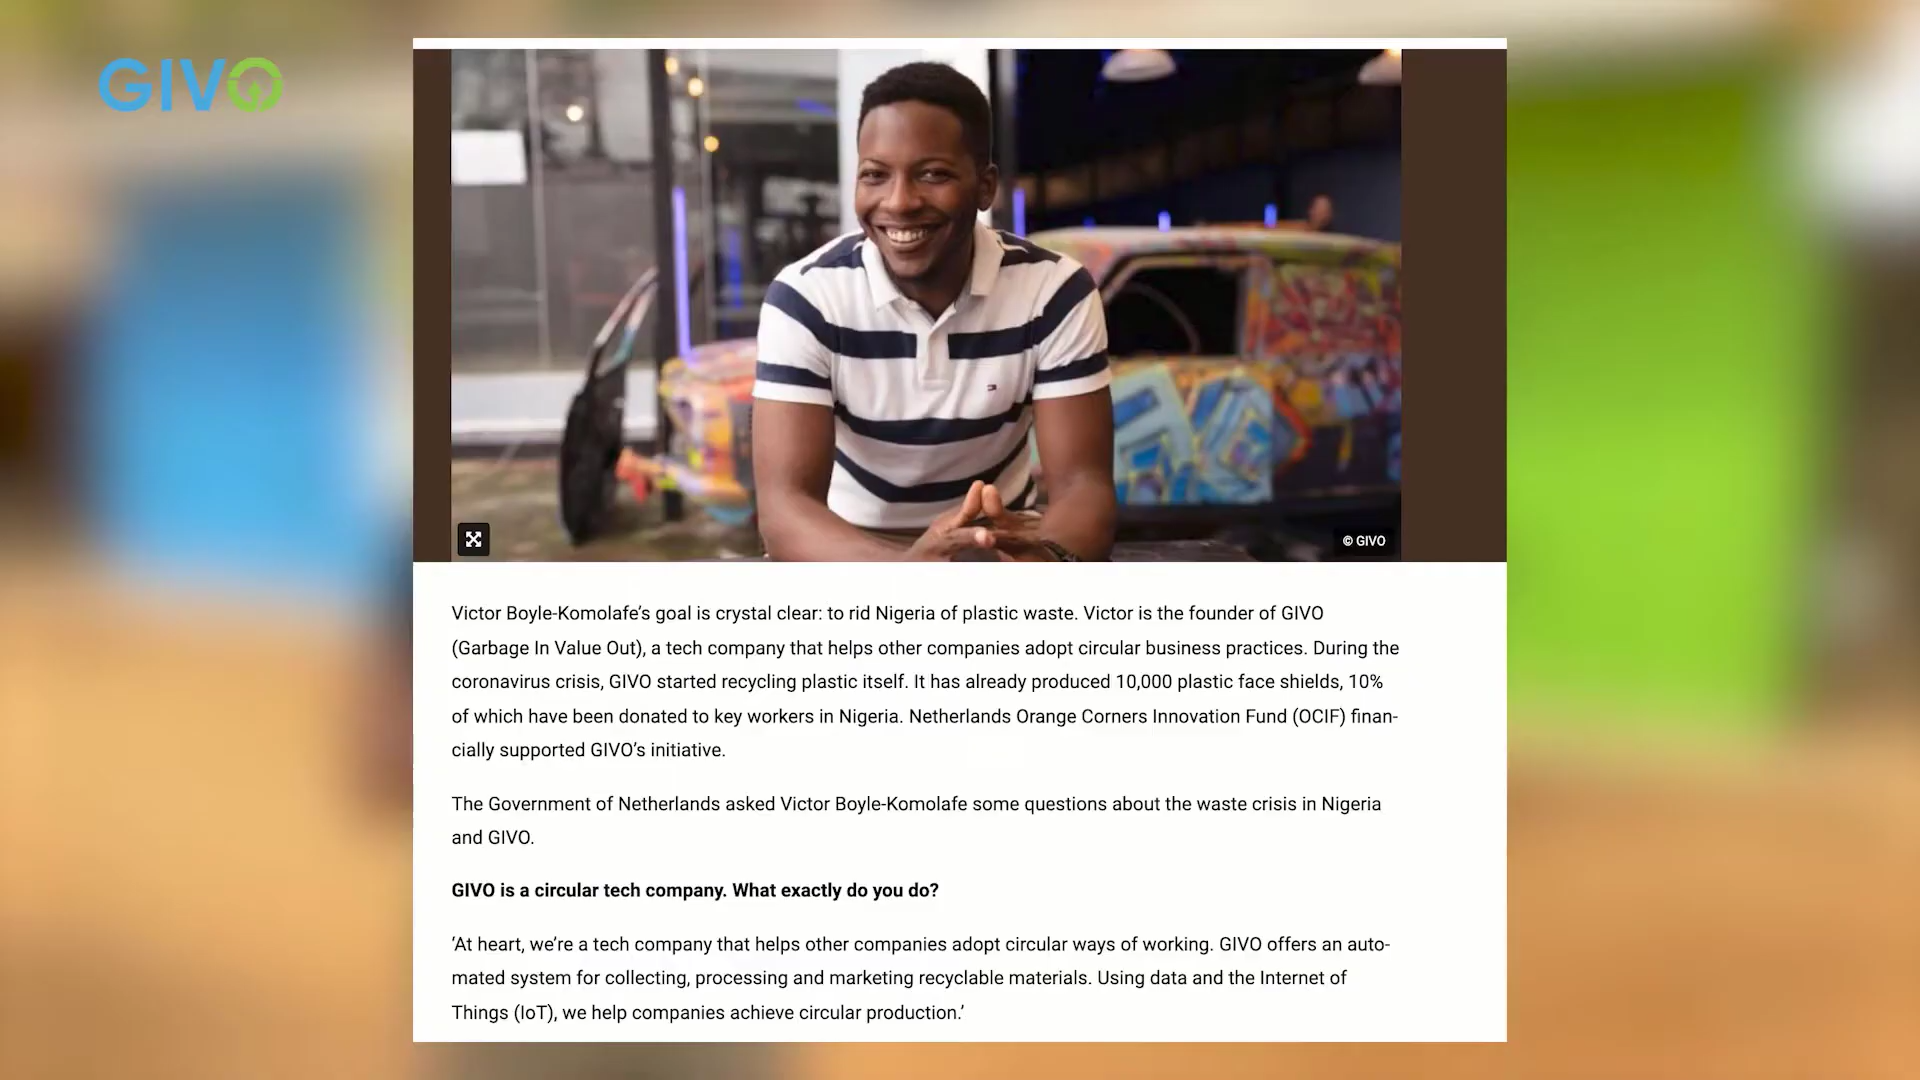 GIVO
© GIVO
Victor Boyle-Komolafe’s goal is crystal clear: to rid Nigeria of plastic waste. Victor is the founder of GIVO
(Garbage In Value Out), a tech company that helps other companies adopt circular business practices. During the
coronavirus crisis, GIVO started recycling plastic itself. It has already produced 10,000 plastic face shields, 10%
of which have been donated to key workers in Nigeria. Netherlands Orange Corners Innovation Fund (OCIF) finan-
cially supported GIVO’s initiative.
The Government of Netherlands asked Victor Boyle-Komolafe some questions about the waste crisis in Nigeria
and GIVO.
GIVO is a circular tech company. What exactly do you do?
‘At heart, we’re a tech company that helps other companies adopt circular ways of working. GIVO offers an auto-
mated system for collecting, processing and marketing recyclable materials. Using data and the Internet of
Things (IoT), we help companies achieve circular production.’